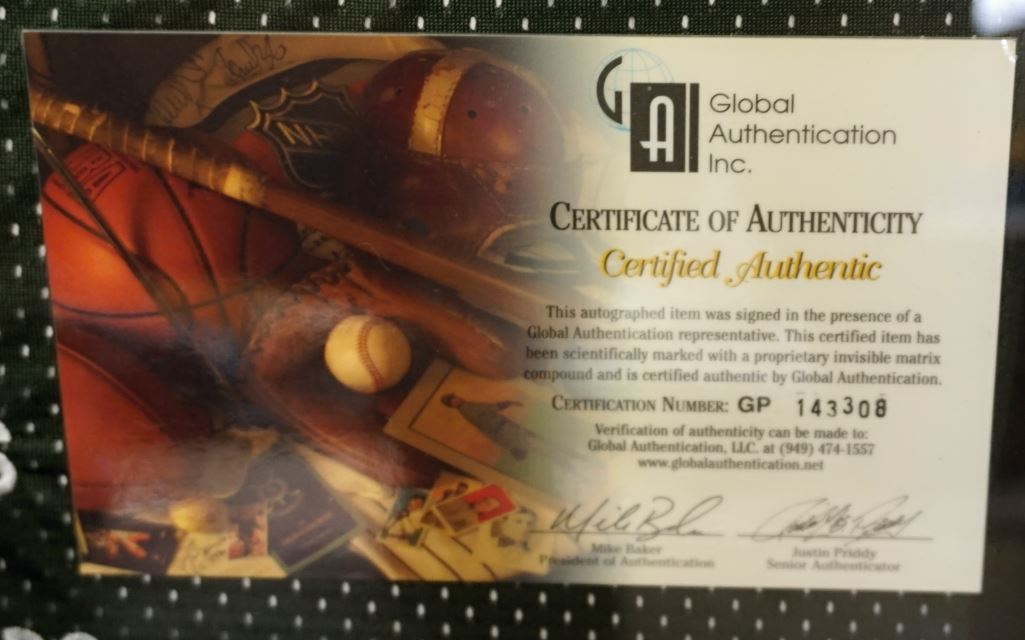 Global
Authentication
Inc.
CERTIFICATE OF AUTHENTICITY
Certified Authentic
This autographed item was signed in the presence of a
Global Authentication representative. This certified item has
been scientifically marked with a proprietary invisible matrix
compound and is certified authentic by Global Authentication.
CERTIFICATION NUMBER: GP 143308
Verification of authenticity can be made to:
Global Authentication, LLC. at (949) 474-1557
www.globalauthentication.net
Mike Baker
President of Authentication
Justin Priddy
Senior Authenticator